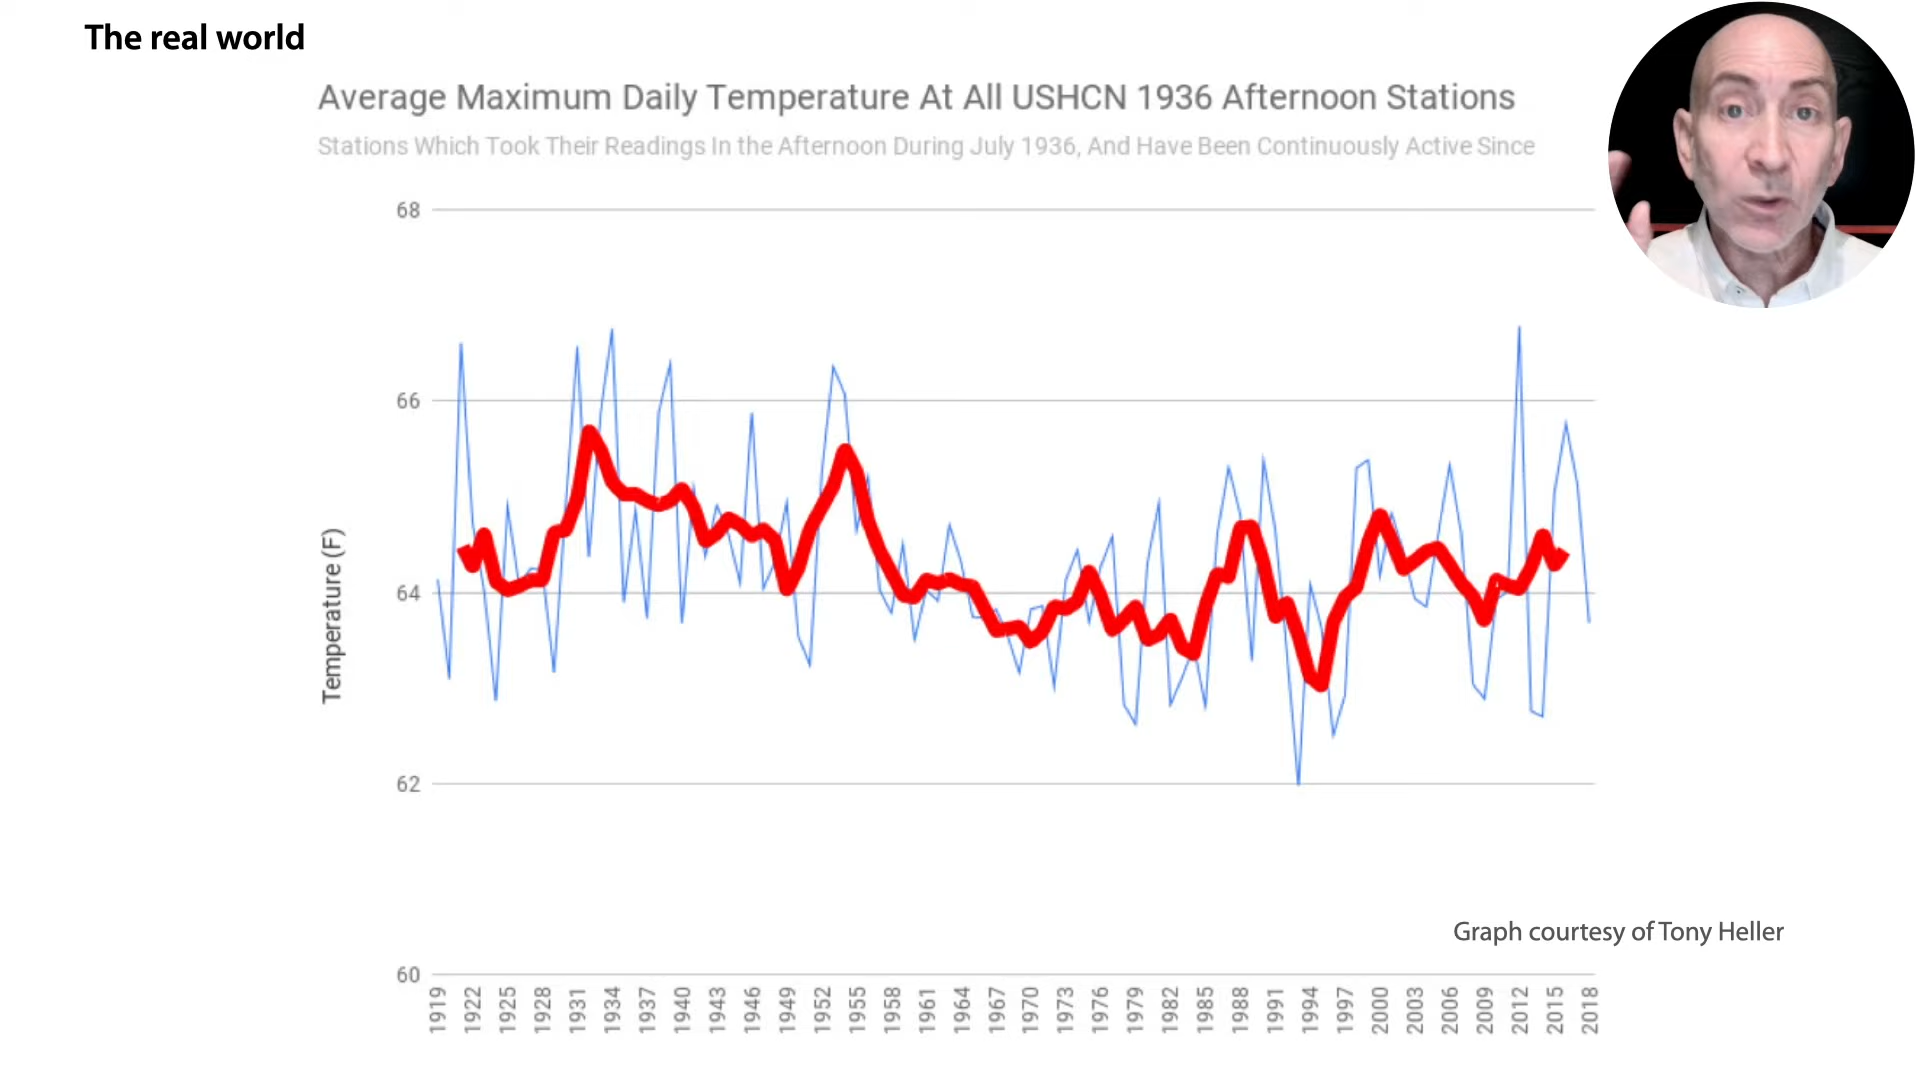 The real world
Average Maximum Daily Temperature At All USHCN 1936 Afternoon Stations
Stations Which Took Their Readings In the Afternoon During July 1936, And Have Been Continuously Active Since
68
66
64
62
60
Temperature (F)
Graph courtesy of Tony Heller
1919 1922 1925 1928 1931 1934 1937 1940 1943 1946 1949 1952 1955 1958 1961 1964 1967 1970 1973 1976 1979 1982 1985 1988 1991 1994 1997 2000 2003 2006 2009 2012 2015 2018